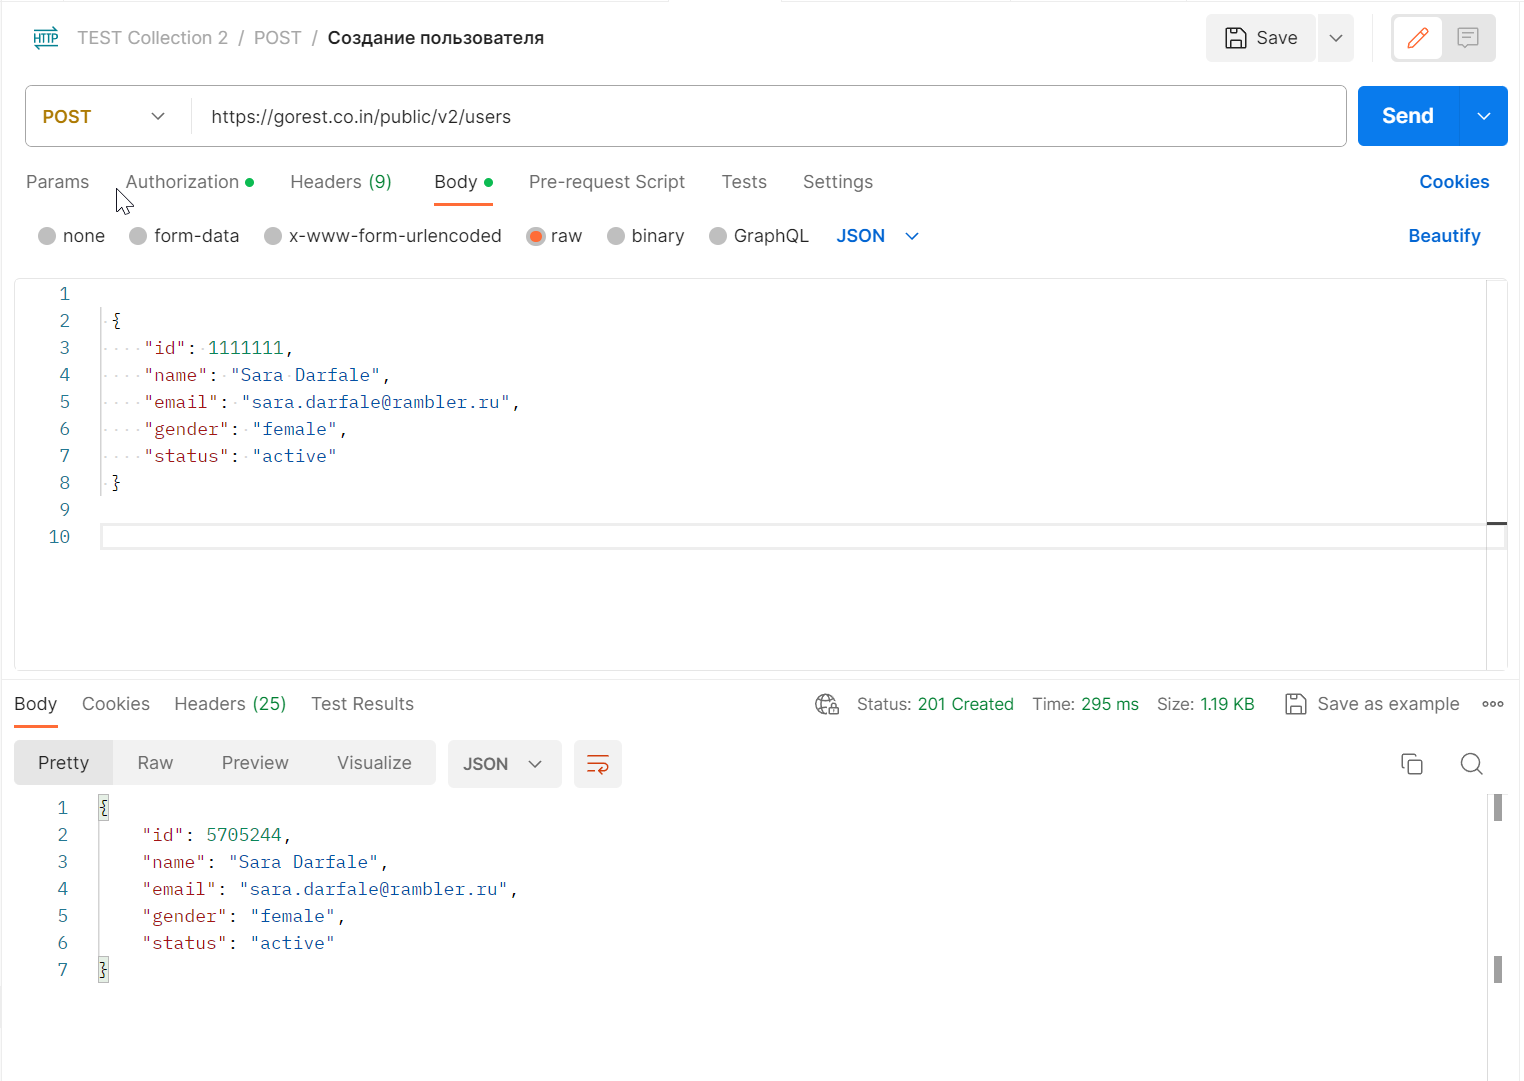 HTTP TEST Collection 2 / POST / Создание пользователя Save
POST https://gorest.co.in/public/v2/users Send
Params Authorization Headers (9) Body Pre-request Script Tests Settings Cookies
none form-data x-www-form-urlencoded raw binary GraphQL JSON Beautify
1
2 {
3 "id": 1111111,
4 "name": "Sara Darfale",
5 "email": "sara.darfale@rambler.ru",
6 "gender": "female",
7 "status": "active"
8 }
9
10
Body Cookies Headers (25) Test Results Status: 201 Created Time: 295 ms Size: 1.19 KB Save as example
Pretty Raw Preview Visualize JSON
1 {
2 "id": 5705244,
3 "name": "Sara Darfale",
4 "email": "sara.darfale@rambler.ru",
5 "gender": "female",
6 "status": "active"
7 }